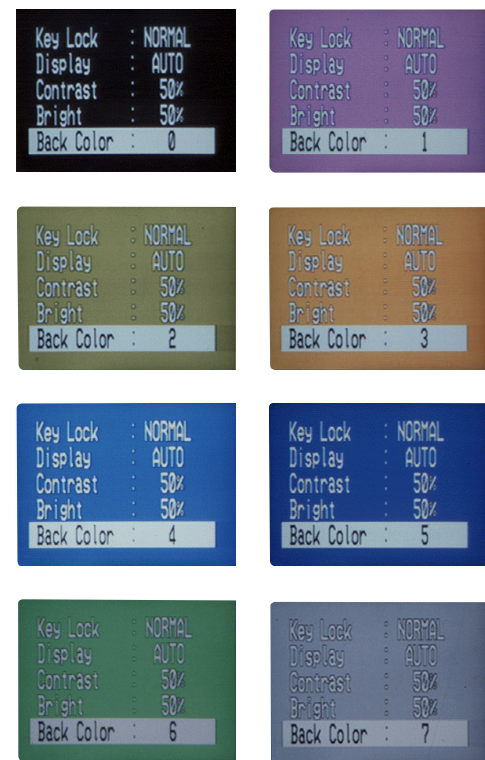 Key Lock : NORMAL
Display : AUTO
Contrast : 50%
Bright : 50%
Back Color : 0
Key Lock : NORMAL
Display : AUTO
Contrast : 50%
Bright : 50%
Back Color : 1
Key Lock : NORMAL
Display : AUTO
Contrast : 50%
Bright : 50%
Back Color : 2
Key Lock : NORMAL
Display : AUTO
Contrast : 50%
Bright : 50%
Back Color : 3
Key Lock : NORMAL
Display : AUTO
Contrast : 50%
Bright : 50%
Back Color : 4
Key Lock : NORMAL
Display : AUTO
Contrast : 50%
Bright : 50%
Back Color : 5
Key Lock : NORMAL
Display : AUTO
Contrast : 50%
Bright : 50%
Back Color : 6
Key Lock : NORMAL
Display : AUTO
Contrast : 50%
Bright : 50%
Back Color : 7